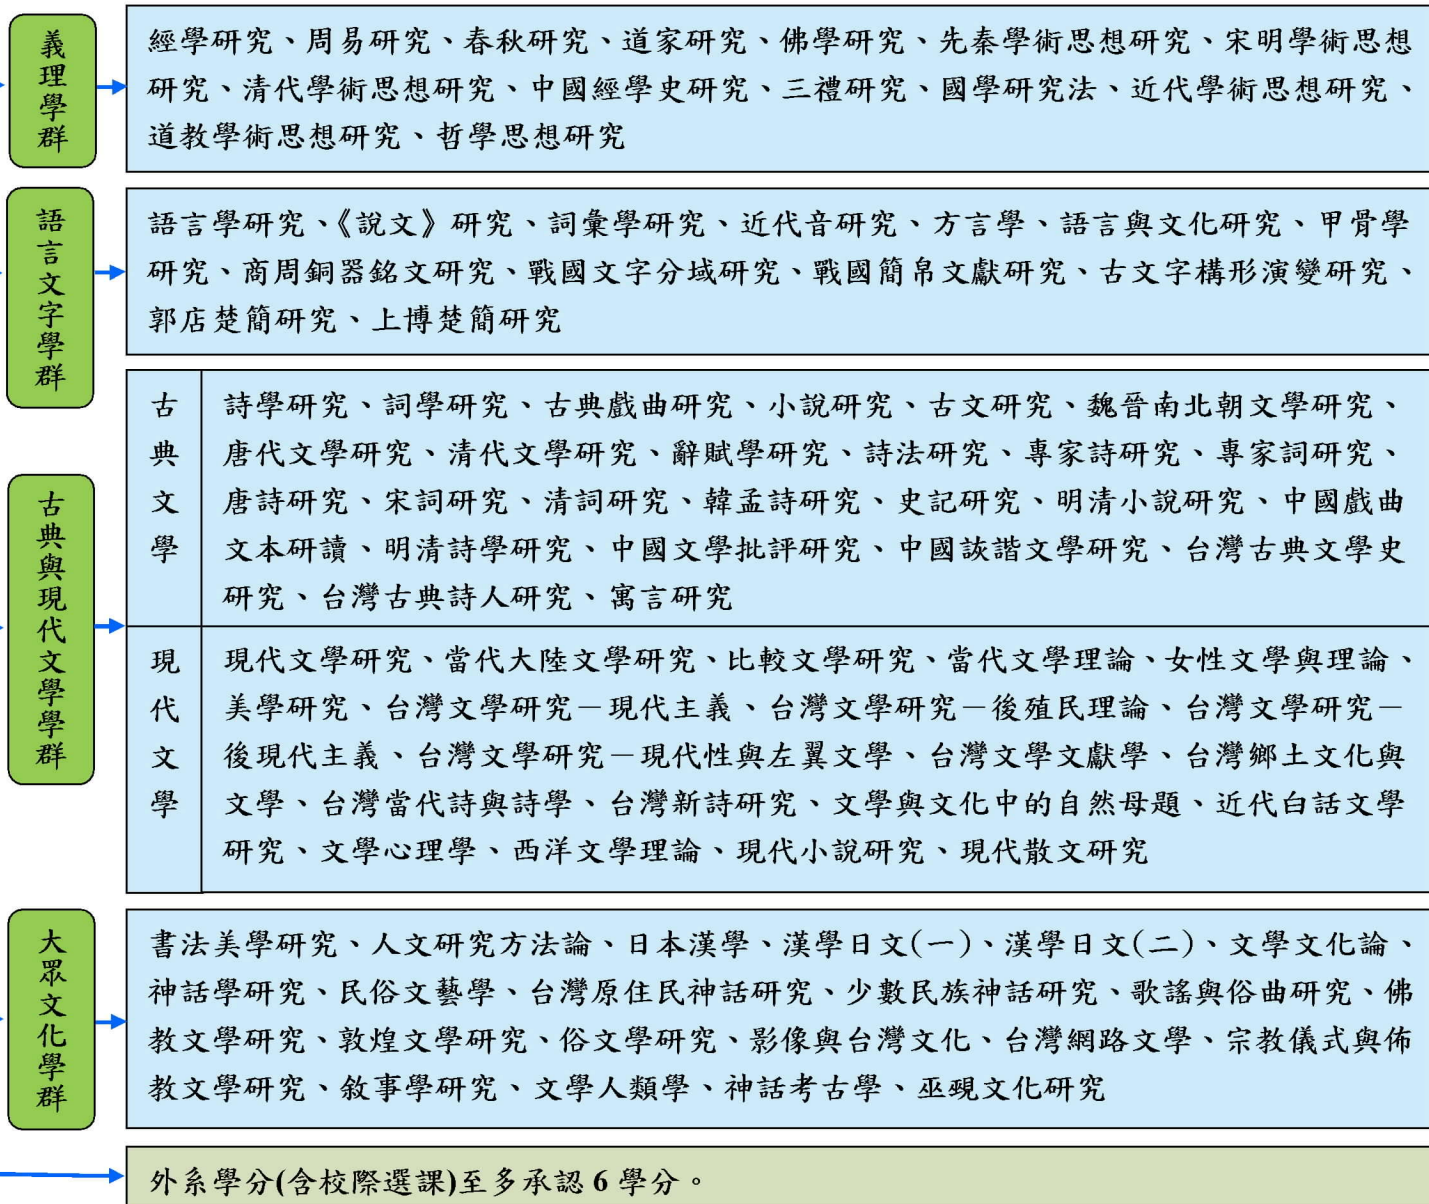 義理學群
經學研究、周易研究、春秋研究、道家研究、佛學研究、先秦學術思想研究、宋明學術思想
研究、清代學術思想研究、中國經學史研究、三禮研究、國學研究法、近代學術思想研究、
道教學術思想研究、哲學思想研究
語言文字學群
語言學研究、《說文》研究、詞彙學研究、近代音研究、方言學、語言與文化研究、甲骨學
研究、商周銅器銘文研究、戰國文字分域研究、戰國簡帛文獻研究、古文字構形演變研究、
郭店楚簡研究、上博楚簡研究
古典與現代文學學群
古典文學
詩學研究、詞學研究、古典戲曲研究、小說研究、古文研究、魏晉南北朝文學研究、
唐代文學研究、清代文學研究、辭賦學研究、詩法研究、專家詩研究、專家詞研究、
唐詩研究、宋詞研究、清詞研究、韓孟詩研究、史記研究、明清小說研究、中國戲曲
文本研讀、明清詩學研究、中國文學批評研究、中國詼諧文學研究、台灣古典文學史
研究、台灣古典詩人研究、寓言研究
現代文學
現代文學研究、當代大陸文學研究、比較文學研究、當代文學理論、女性文學與理論、
美學研究、台灣文學研究－現代主義、台灣文學研究－後殖民理論、台灣文學研究－
後現代主義、台灣文學研究－現代性與左翼文學、台灣文學文獻學、台灣鄉土文化與
文學、台灣當代詩與詩學、台灣新詩研究、文學與文化中的自然母題、近代白話文學
研究、文學心理學、西洋文學理論、現代小說研究、現代散文研究
大眾文化學群
書法美學研究、人文研究方法論、日本漢學、漢學日文(一)、漢學日文(二)、文學文化論、
神話學研究、民俗文藝學、台灣原住民神話研究、少數民族神話研究、歌謠與俗曲研究、佛
教文學研究、敦煌文學研究、俗文學研究、影像與台灣文化、台灣網路文學、宗教儀式與佈
教文學研究、敘事學研究、文學人類學、神話考古學、巫覡文化研究
外系學分(含校際選課)至多承認 6 學分。